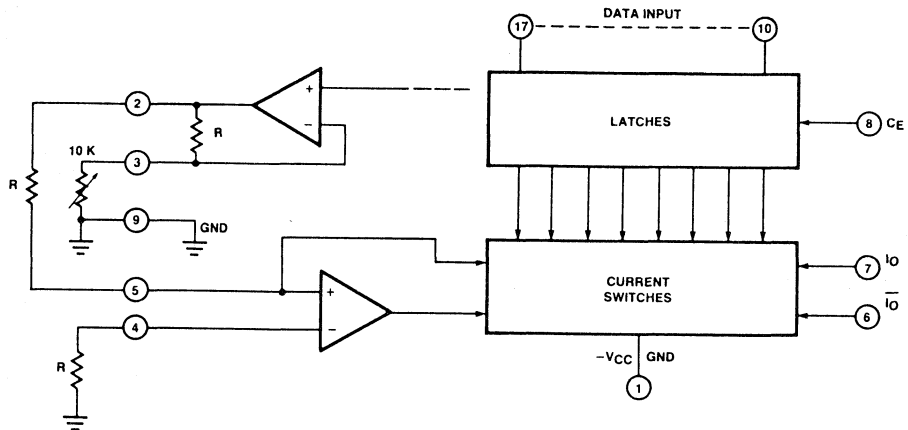 DATA INPUT
17
10
2
+
−
R
LATCHES
8 CE
10 K
3
R
9
GND
5
+
−
4
R
CURRENT
SWITCHES
7 IO
6 IO
−VCC GND
1